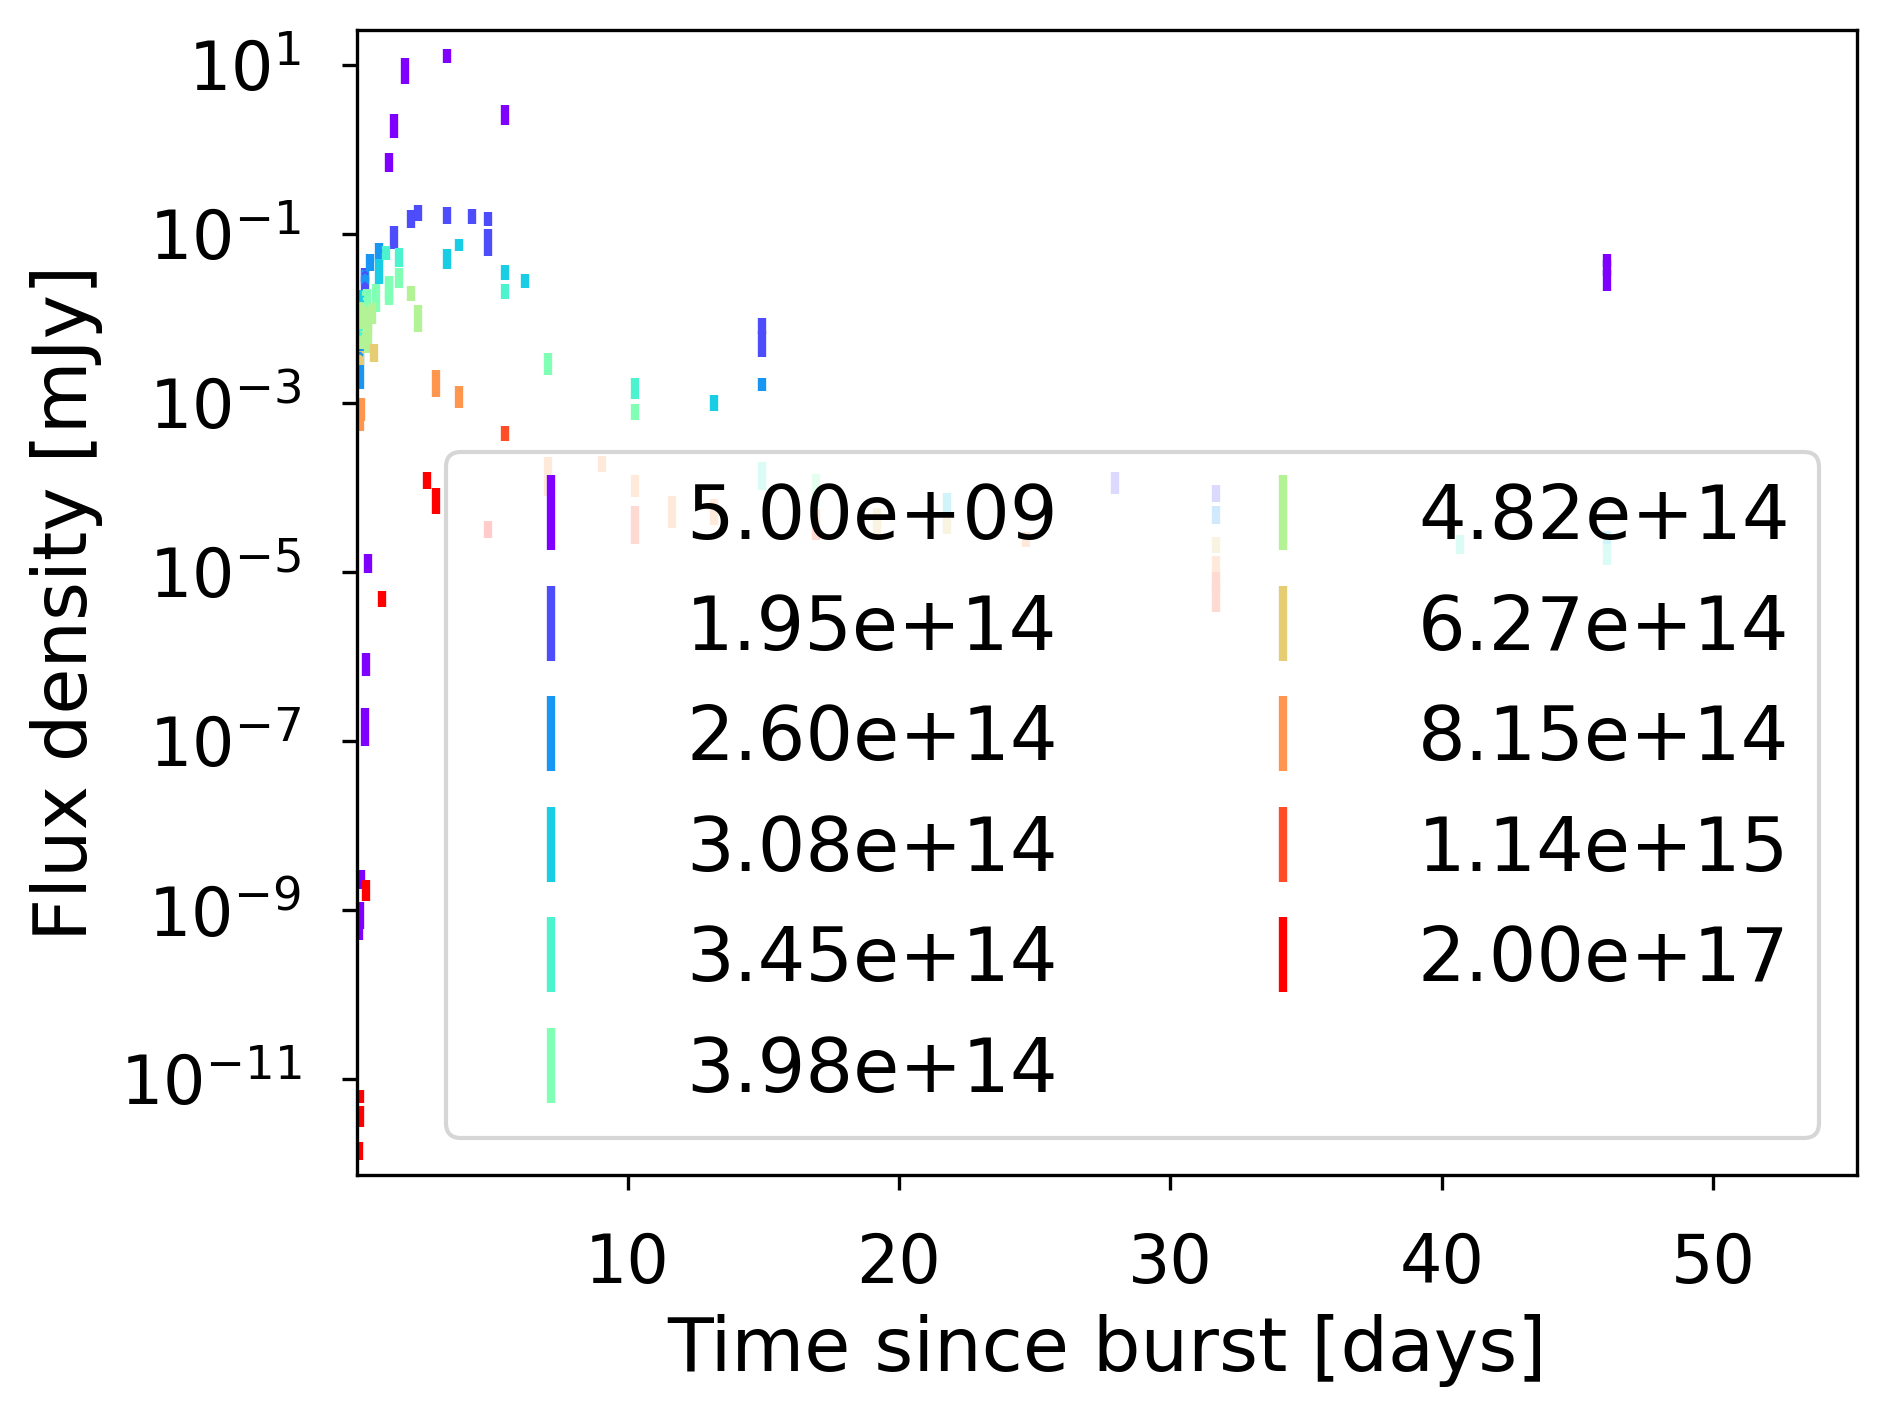 Flux density [mJy]
10^1
10^−1
10^−3
10^−5
10^−7
10^−9
10^−11
5.00e+09
1.95e+14
2.60e+14
3.08e+14
3.45e+14
3.98e+14
4.82e+14
6.27e+14
8.15e+14
1.14e+15
2.00e+17
10 20 30 40 50
Time since burst [days]